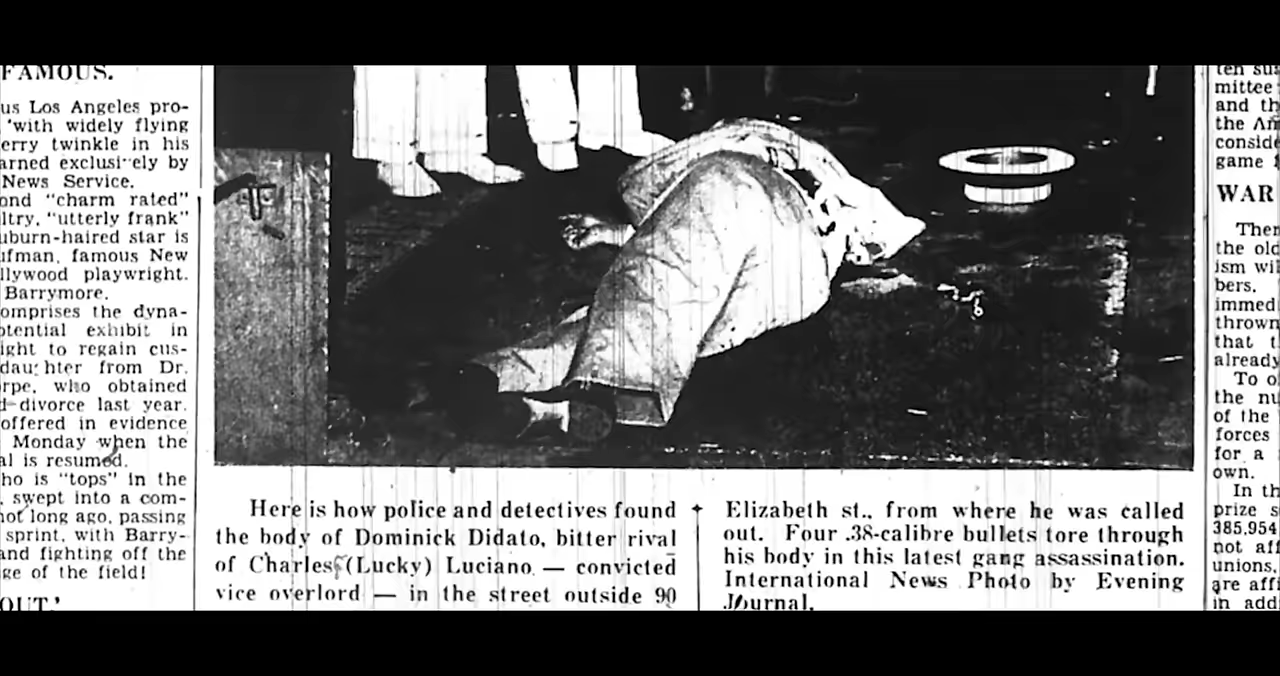 FAMOUS.
us Los Angeles pro-
'with widely flying
erry twinkle in his
arned exclusively by
News Service.
ond "charm rated"
ltry, "utterly frank"
uburn-haired star is
ufman, famous New
llywood playwright.
Barrymore.
omprises the dyna-
otential exhibit in
ight to regain cus-
daughter from Dr.
rpe, who obtained
d divorce last year.
offered in evidence
Monday when the
al is resumed.
ho is "tops" in the
swept into a com-
not long ago, passing
sprint, with Barry-
and fighting off the
ge of the field!
OUT.'
Here is how police and detectives found
the body of Dominick Didato, bitter rival
of Charles (Lucky) Luciano — convicted
vice overlord — in the street outside 90
Elizabeth st., from where he was called
out. Four .38-calibre bullets tore through
his body in this latest gang assassination.
International News Photo by Evening
Journal.
ten sua
mittee
and th
the Am
conside
game
WAR
Then
the old
ism wil
bers,
immed
thrown
that t
already
To o
the nu
of the
forces
for a
own.
In th
prize s
385,954
not aff
unions,
are affi
in add